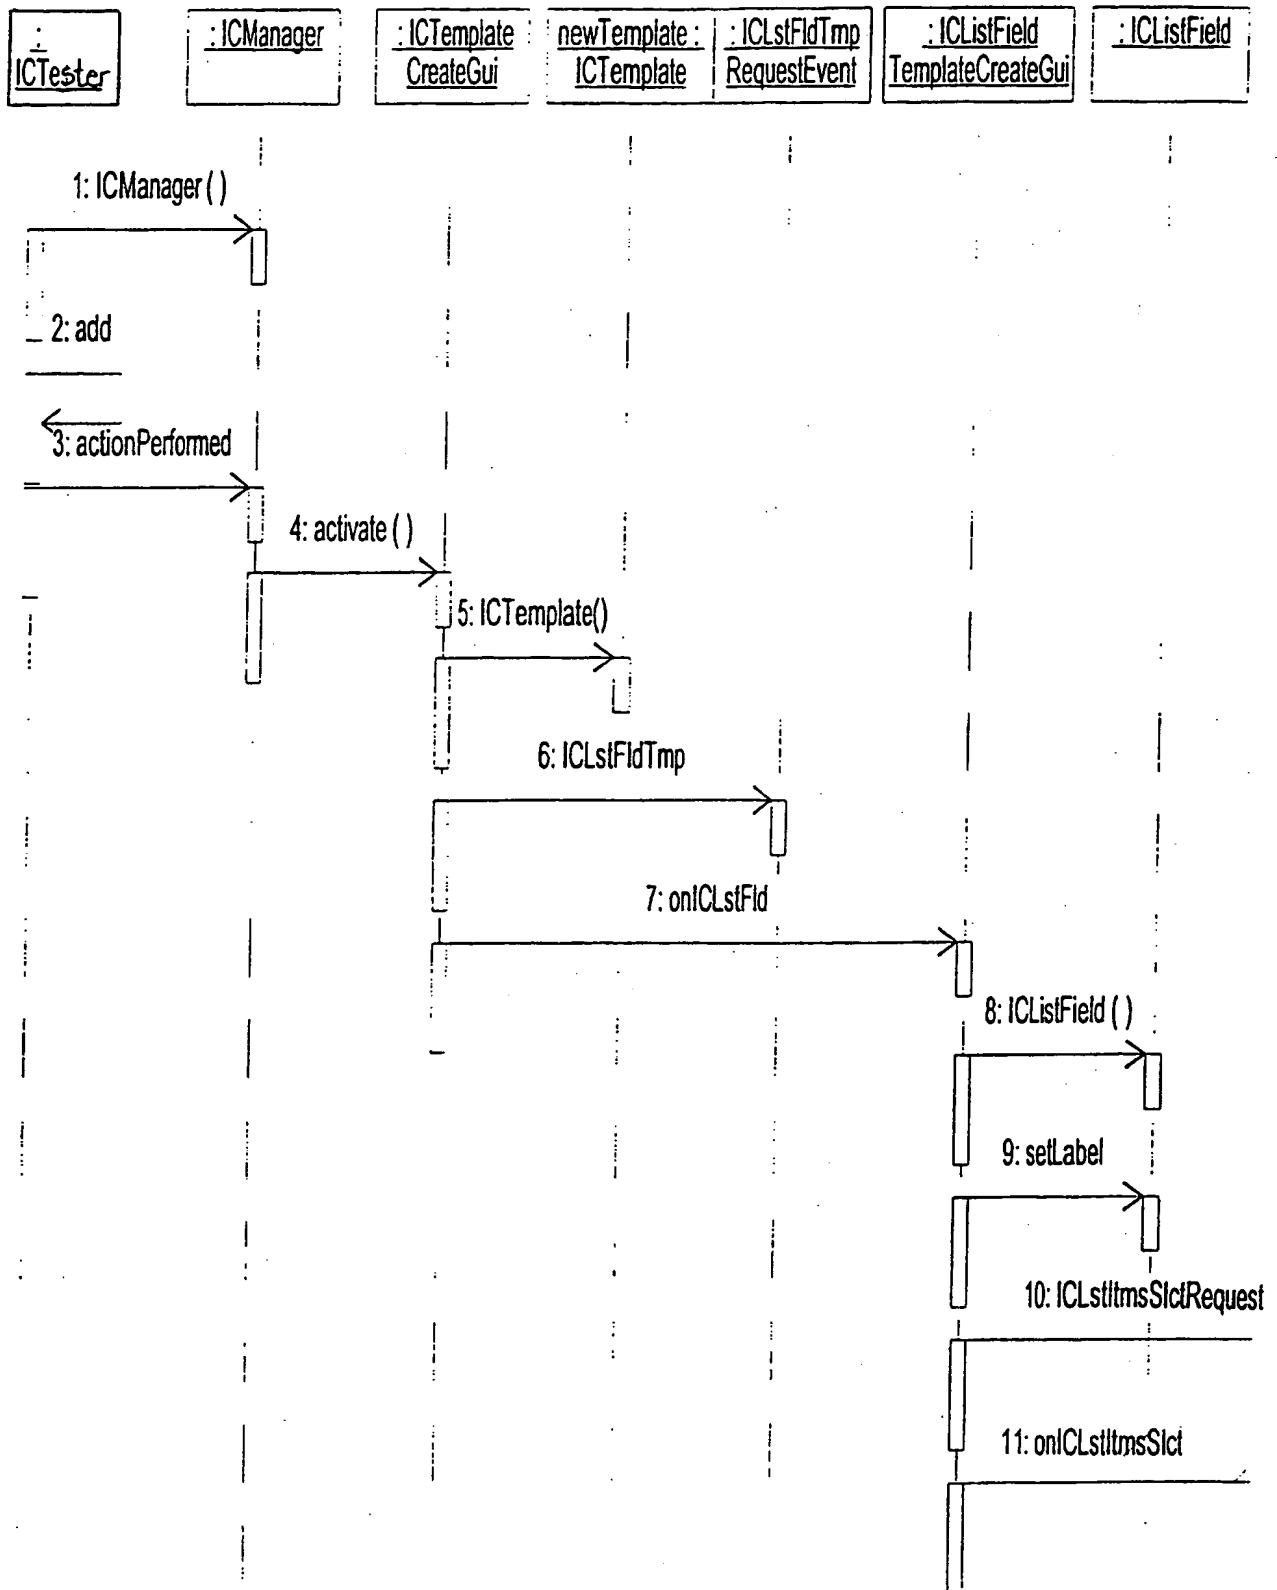 :
ICTester
: ICManager
: ICTemplate
CreateGui
newTemplate :
ICTemplate
: ICLstFldTmp
RequestEvent
: ICListField
TemplateCreateGui
: ICListField
1: ICManager ( )
2: add
3: actionPerformed
4: activate ( )
5: ICTemplate()
6: ICLstFldTmp
7: onICLstFld
8: ICListField ( )
9: setLabel
10: ICLstItmsSlctRequest
11: onICLstItmsSlct